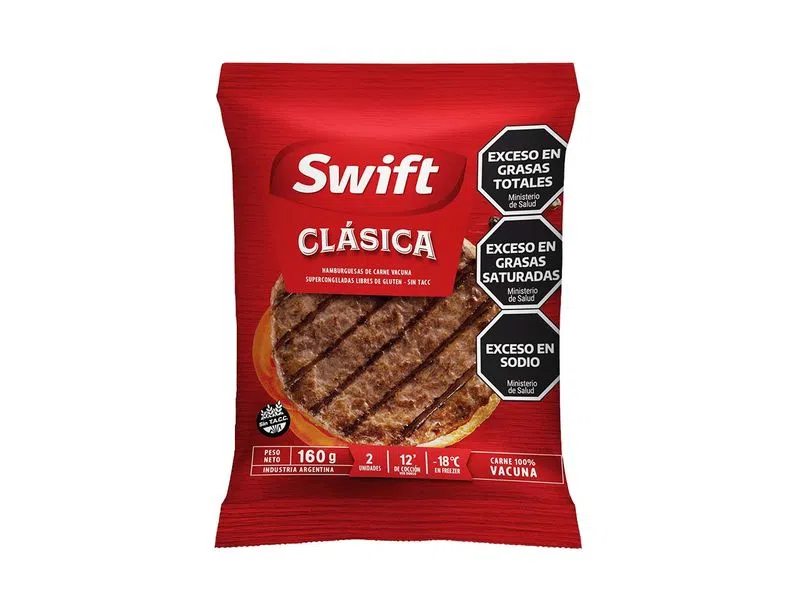 Swift
CLÁSICA
HAMBURGUESAS DE CARNE VACUNA
SUPERCONGELADAS LIBRES DE GLUTEN - SIN TACC
EXCESO EN
GRASAS
TOTALES
Ministerio
de Salud
EXCESO EN
GRASAS
SATURADAS
Ministerio
de Salud
EXCESO EN
SODIO
Ministerio
de Salud
Sin T.A.C.C.
PESO
NETO
160 g
INDUSTRIA ARGENTINA
2
UNIDADES
12'
DE COCCIÓN
VER DORSO
-18°C
EN FREEZER
CARNE 100%
VACUNA